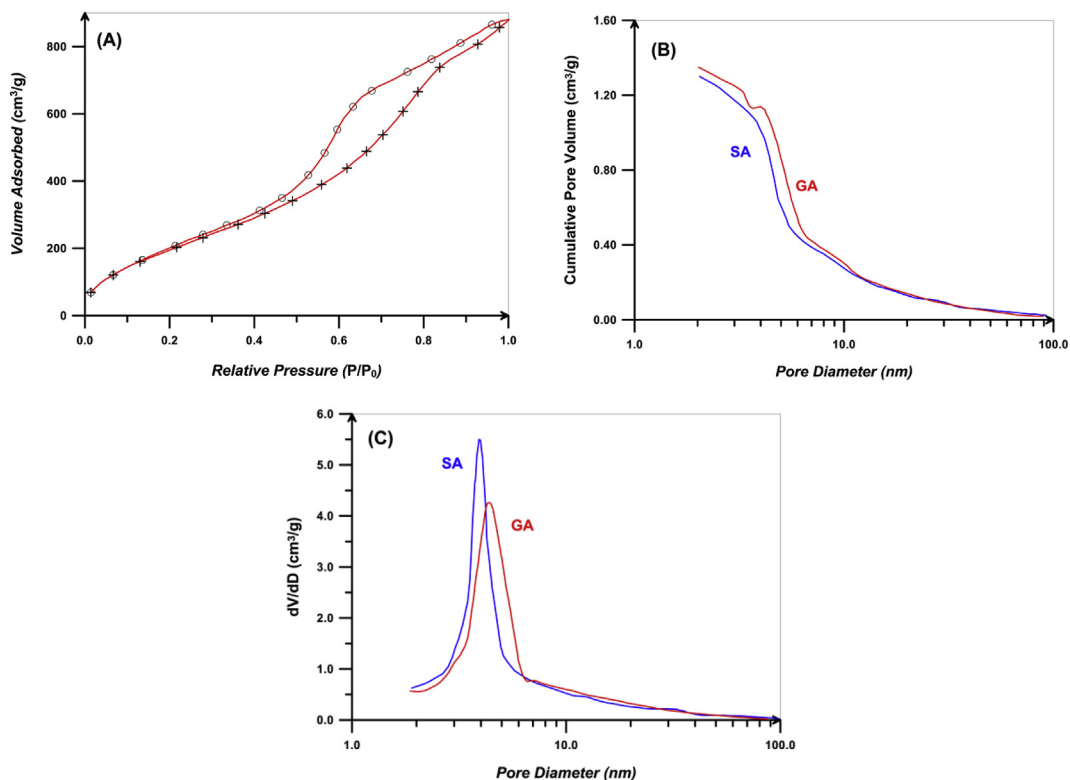 (A)
Volume Adsorbed (cm³/g)
800
600
400
200
0
0.0 0.2 0.4 0.6 0.8 1.0
Relative Pressure (P/P₀)
(B)
Cumulative Pore Volume (cm³/g)
1.60
1.20
0.80
0.40
0.00
SA
GA
1.0 10.0 100.0
Pore Diameter (nm)
(C)
dV/dD (cm³/g)
6.0
5.0
4.0
3.0
2.0
1.0
0.0
SA
GA
1.0 10.0 100.0
Pore Diameter (nm)